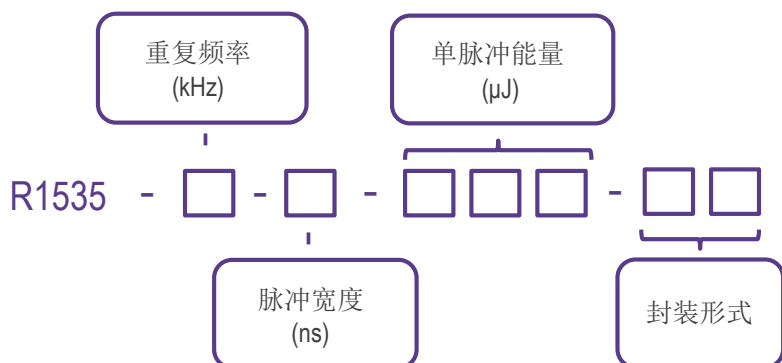 重复频率
(kHz)
单脉冲能量
(µJ)
R1535 - □ - □ - □□□ - □□
脉冲宽度
(ns)
封装形式